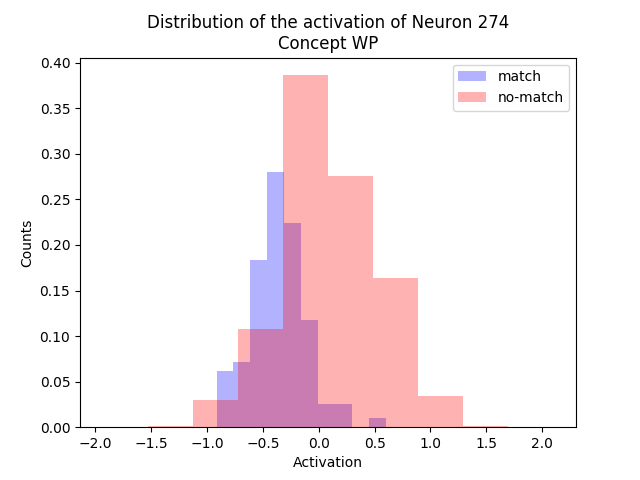 Distribution of the activation of Neuron 274
Concept WP
match
no-match
Counts
0.40
0.35
0.30
0.25
0.20
0.15
0.10
0.05
0.00
−2.0 −1.5 −1.0 −0.5 0.0 0.5 1.0 1.5 2.0
Activation